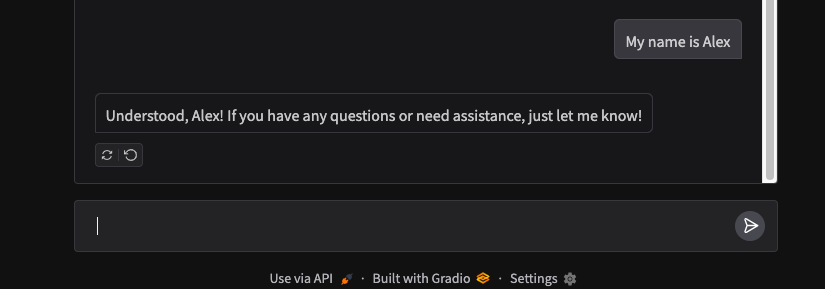 My name is Alex
Understood, Alex! If you have any questions or need assistance, just let me know!
Use via API · Built with Gradio · Settings